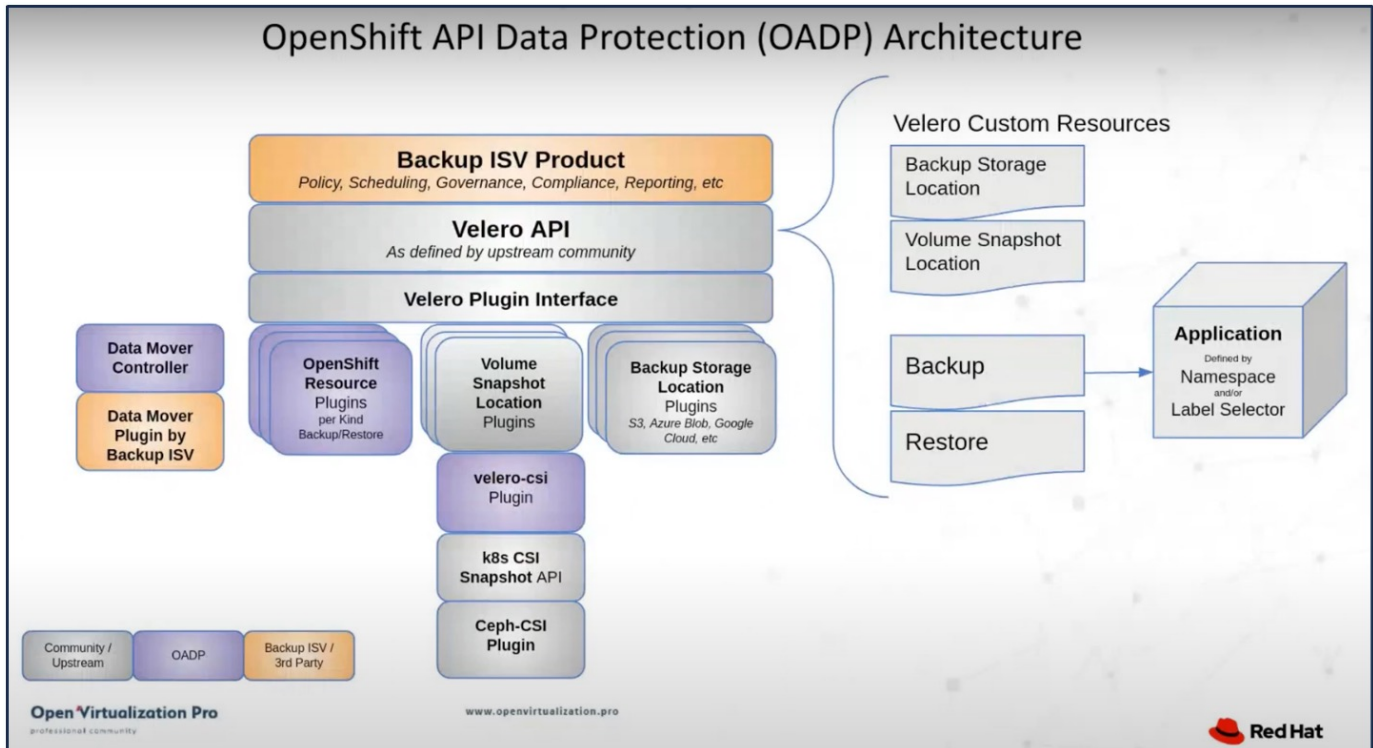 OpenShift API Data Protection (OADP) Architecture
Backup ISV Product
Policy, Scheduling, Governance, Compliance, Reporting, etc
Velero API
As defined by upstream community
Velero Plugin Interface
Data Mover
Controller
Data Mover
Plugin by
Backup ISV
OpenShift
Resource
Plugins
per Kind
Backup/Restore
Volume
Snapshot
Location
Plugins
Backup Storage
Location
Plugins
S3, Azure Blob, Google
Cloud, etc
velero-csi
Plugin
k8s CSI
Snapshot API
Ceph-CSI
Plugin
Velero Custom Resources
Backup Storage
Location
Volume Snapshot
Location
Backup
Restore
Application
Defined by
Namespace
and/or
Label Selector
Community /
Upstream
OADP
Backup ISV /
3rd Party
Open Virtualization Pro
professional community
www.openvirtualization.pro
Red Hat